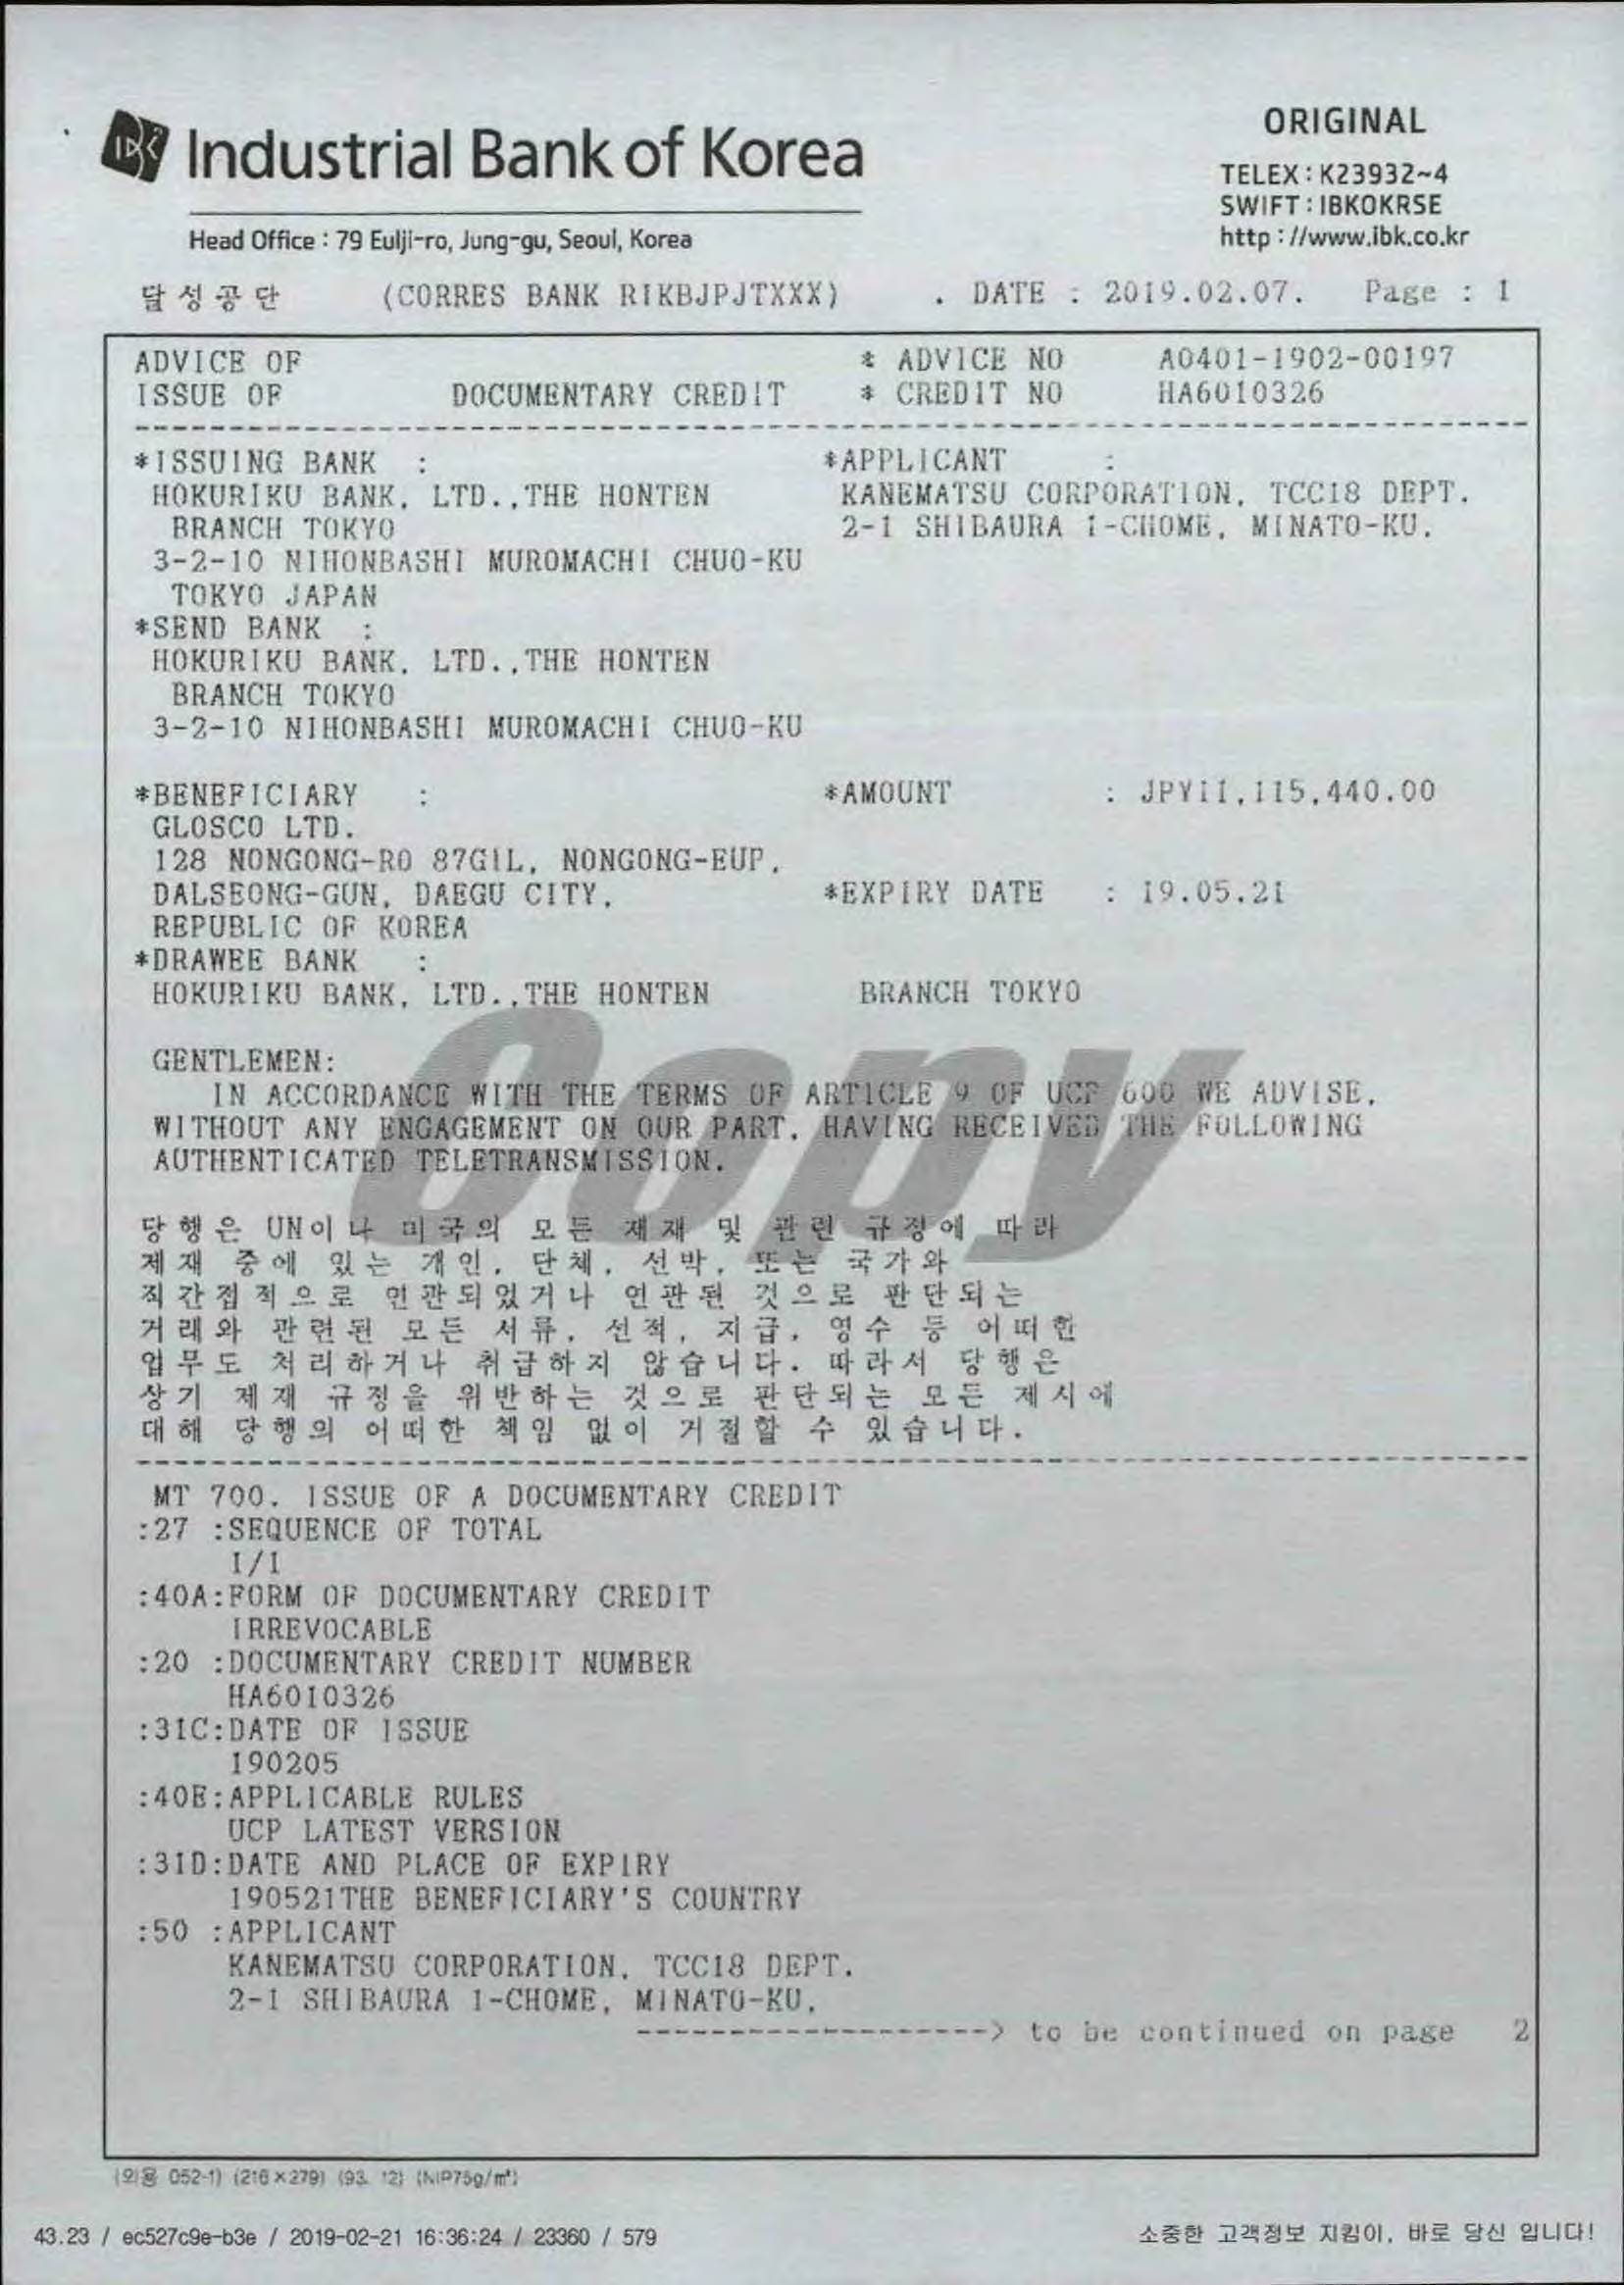 IBK Industrial Bank of Korea
ORIGINAL
TELEX : K23932~4
SWIFT : IBKOKRSE
http : //www.ibk.co.kr
Head Office : 79 Eulji-ro, Jung-gu, Seoul, Korea
달성공단 (CORRES BANK RIKBJPJTXXX) . DATE : 2019.02.07. Page : 1
ADVICE OF * ADVICE NO A0401-1902-00197
ISSUE OF DOCUMENTARY CREDIT * CREDIT NO HA6010326
*ISSUING BANK : *APPLICANT :
HOKURIKU BANK, LTD.,THE HONTEN KANEMATSU CORPORATION, TCC18 DEPT.
BRANCH TOKYO 2-1 SHIBAURA 1-CHOME, MINATO-KU,
3-2-10 NIHONBASHI MUROMACHI CHUO-KU
TOKYO JAPAN
*SEND BANK :
HOKURIKU BANK, LTD.,THE HONTEN
BRANCH TOKYO
3-2-10 NIHONBASHI MUROMACHI CHUO-KU
*BENEFICIARY : *AMOUNT : JPY11,115,440.00
GLOSCO LTD.
128 NONGONG-RO 87GIL, NONGONG-EUP,
DALSEONG-GUN, DAEGU CITY, *EXPIRY DATE : 19.05.21
REPUBLIC OF KOREA
*DRAWEE BANK :
HOKURIKU BANK, LTD.,THE HONTEN BRANCH TOKYO
Copy
GENTLEMEN:
IN ACCORDANCE WITH THE TERMS OF ARTICLE 9 OF UCP 600 WE ADVISE,
WITHOUT ANY ENGAGEMENT ON OUR PART, HAVING RECEIVED THE FOLLOWING
AUTHENTICATED TELETRANSMISSION.
당행은 UN이나 미국의 모든 제재 및 관련 규정에 따라
제재 중에 있는 개인, 단체, 선박, 또는 국가와
직간접적으로 연관되었거나 연관된 것으로 판단되는
거래와 관련된 모든 서류, 선적, 지급, 영수 등 어떠한
업무도 처리하거나 취급하지 않습니다. 따라서 당행은
상기 제재 규정을 위반하는 것으로 판단되는 모든 제시에
대해 당행의 어떠한 책임 없이 거절할 수 있습니다.
MT 700. ISSUE OF A DOCUMENTARY CREDIT
:27 :SEQUENCE OF TOTAL
1/1
:40A:FORM OF DOCUMENTARY CREDIT
IRREVOCABLE
:20 :DOCUMENTARY CREDIT NUMBER
HA6010326
:31C:DATE OF ISSUE
190205
:40E:APPLICABLE RULES
UCP LATEST VERSION
:31D:DATE AND PLACE OF EXPIRY
190521THE BENEFICIARY'S COUNTRY
:50 :APPLICANT
KANEMATSU CORPORATION, TCC18 DEPT.
2-1 SHIBAURA 1-CHOME, MINATO-KU,
-------------------> to be continued on page 2
(외용 052-1) (216×279) (93. 12) (NIP75g/㎡)
43.23 / ec527c9e-b3e / 2019-02-21 16:36:24 / 23360 / 579
소중한 고객정보 지킴이, 바로 당신 입니다!